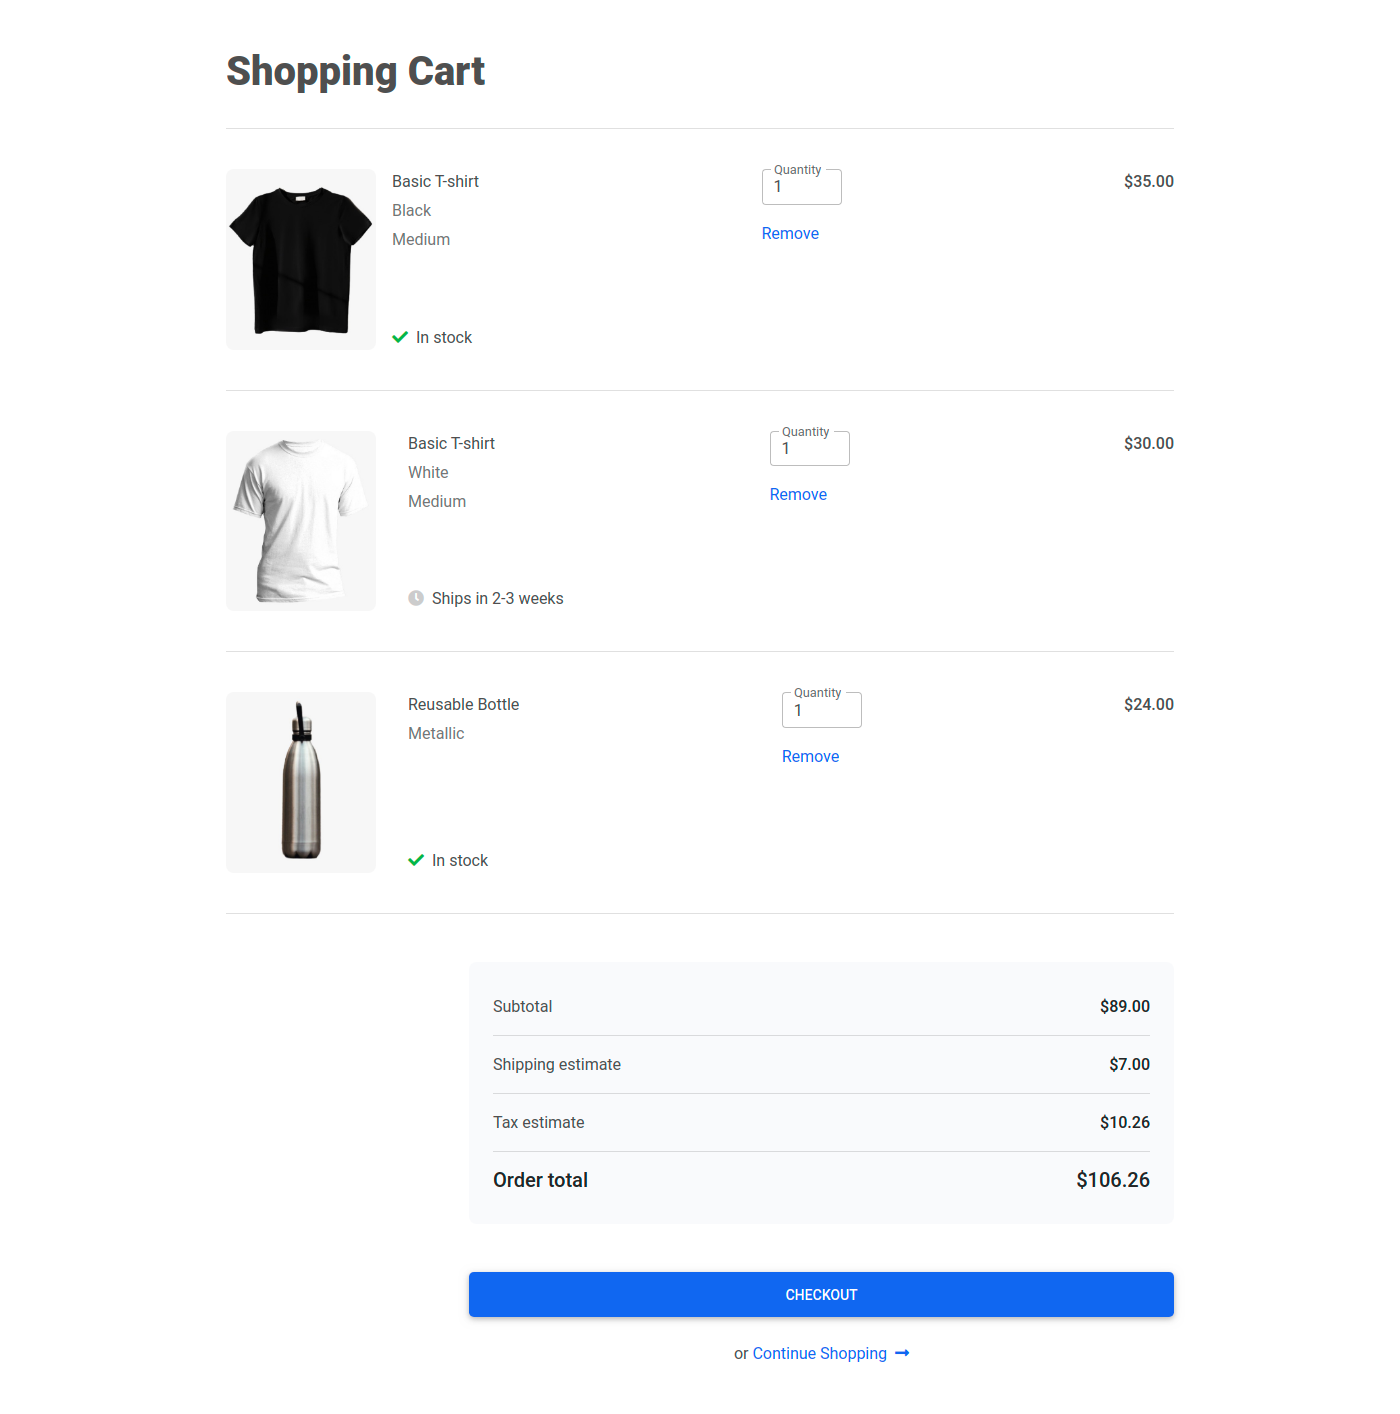 Shopping Cart
Basic T-shirt
Black
Medium
In stock
Quantity
1
Remove
$35.00
Basic T-shirt
White
Medium
Ships in 2-3 weeks
Quantity
1
Remove
$30.00
Reusable Bottle
Metallic
In stock
Quantity
1
Remove
$24.00
Subtotal $89.00
Shipping estimate $7.00
Tax estimate $10.26
Order total $106.26
CHECKOUT
or Continue Shopping